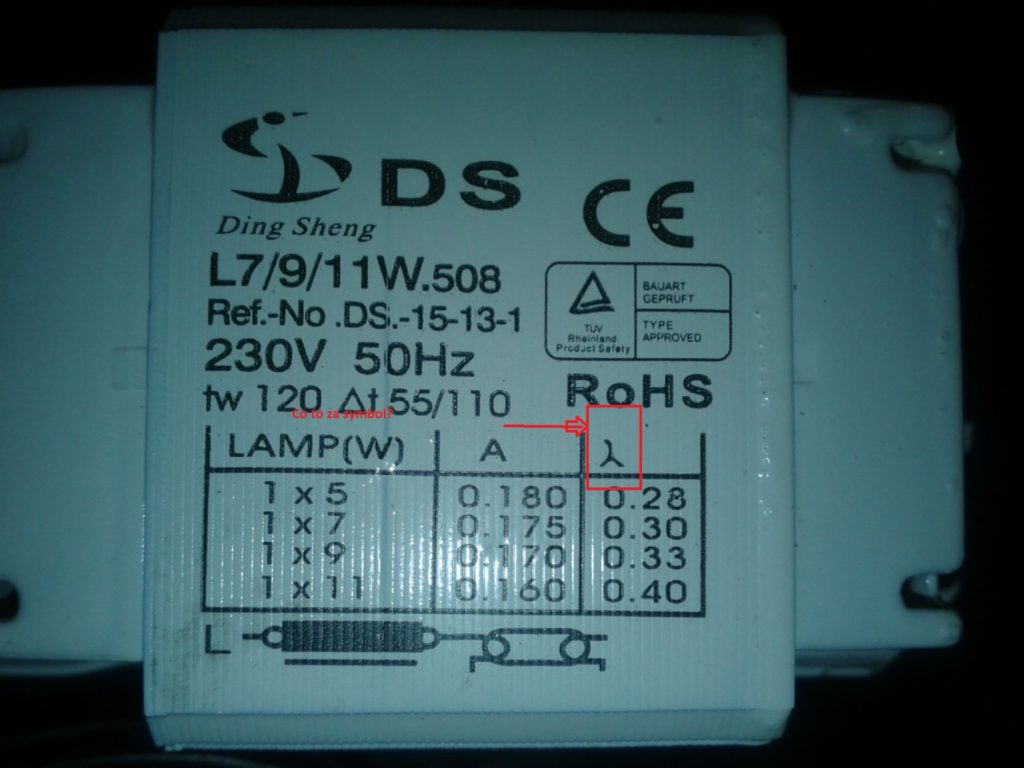 DS
CE
Ding Sheng
L7/9/11W.508
Ref.-No .DS.-15-13-1
230V 50Hz
tw 120 Δt 55/110
TÜV
Rheinland
Product Safety
BAUART
GEPRÜFT
TYPE
APPROVED
RoHS
Co to za symbol?
LAMP(W) A λ
1 x 5 0.180 0.28
1 x 7 0.175 0.30
1 x 9 0.170 0.33
1 x 11 0.160 0.40
L